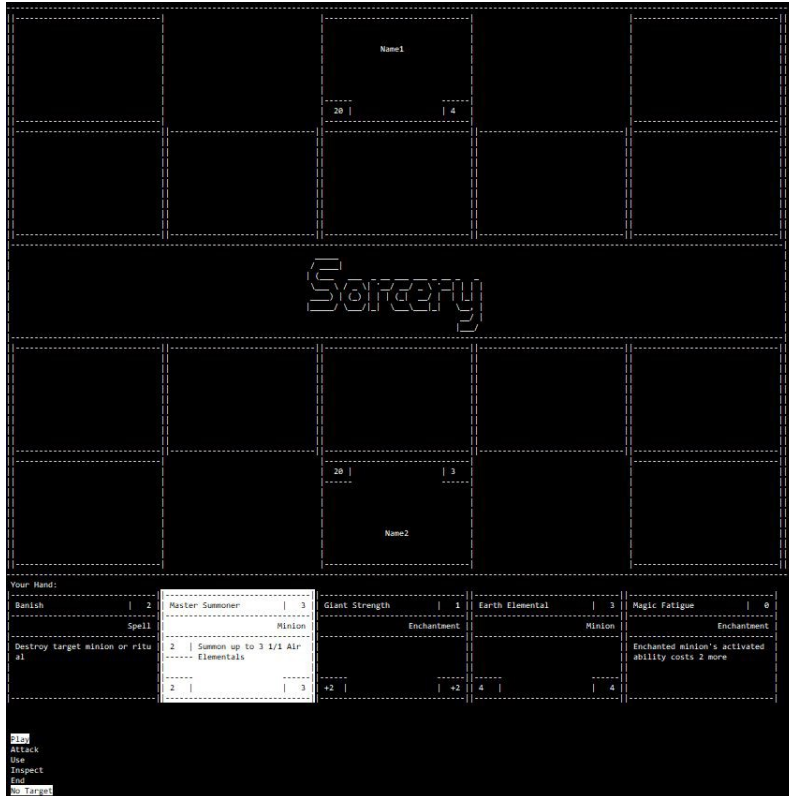 Name1
20 4
Sorcery
20 3
Name2
Your Hand:
Banish 2 Master Summoner 3 Giant Strength 1 Earth Elemental 3 Magic Fatigue 0
Spell Minion Enchantment Minion Enchantment
Destroy target minion or ritu 2 Summon up to 3 1/1 Air Enchanted minion's activated
al Elementals ability costs 2 more
2 3 +2 +2 4 4
Play
Attack
Use
Inspect
End
No Target